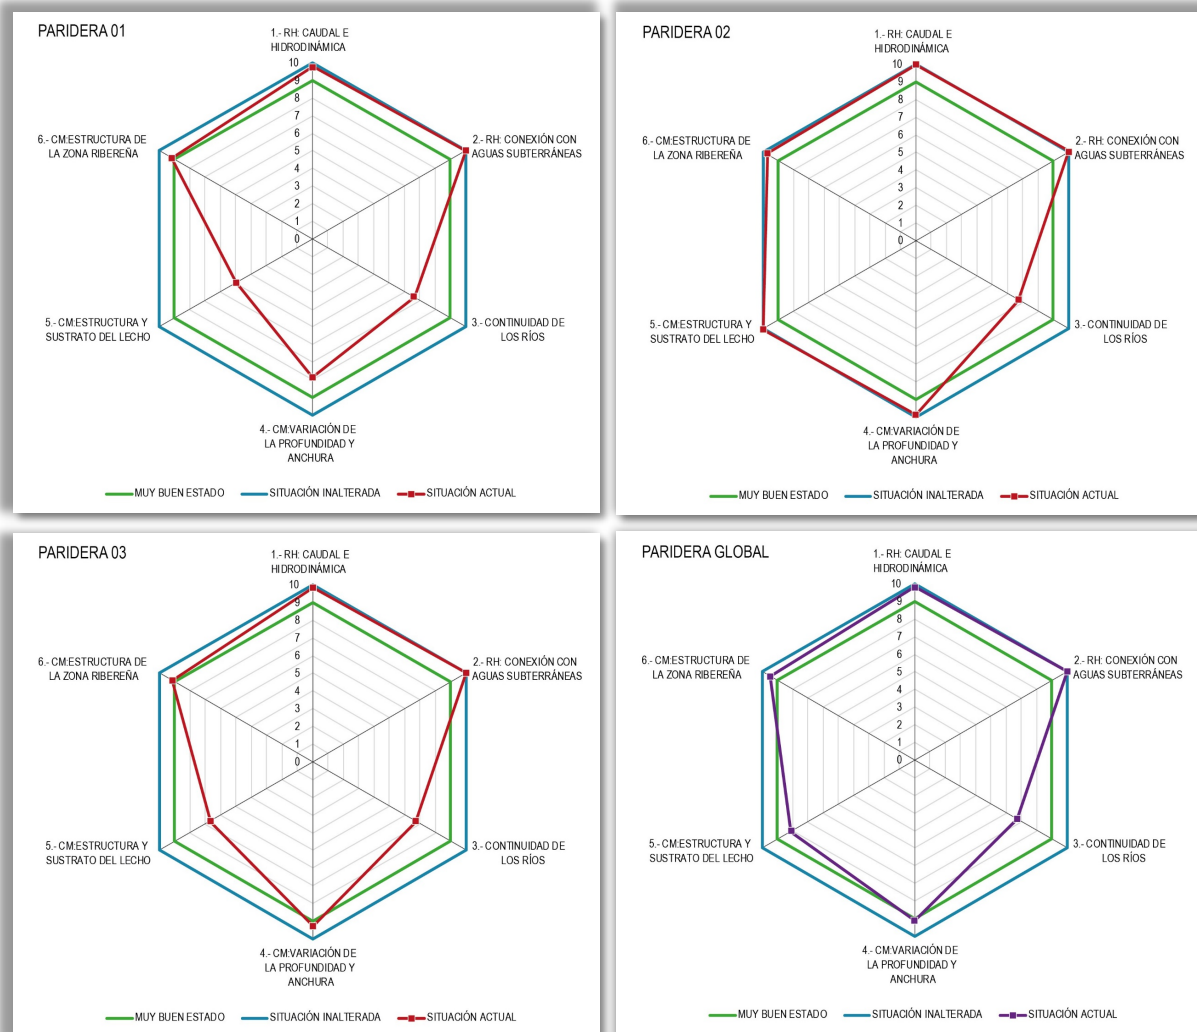 PARIDERA 01
1.- RH: CAUDAL E
HIDRODINÁMICA
10
9
8
7
6
5
4
3
2
1
0
2.- RH: CONEXIÓN CON
AGUAS SUBTERRÁNEAS
3.- CONTINUIDAD DE
LOS RÍOS
4.- CM:VARIACIÓN DE
LA PROFUNDIDAD Y
ANCHURA
5.- CM:ESTRUCTURA Y
SUSTRATO DEL LECHO
6.- CM:ESTRUCTURA DE
LA ZONA RIBEREÑA
MUY BUEN ESTADO SITUACIÓN INALTERADA SITUACIÓN ACTUAL
PARIDERA 02
1.- RH: CAUDAL E
HIDRODINÁMICA
10
9
8
7
6
5
4
3
2
1
0
2.- RH: CONEXIÓN CON
AGUAS SUBTERRÁNEAS
3.- CONTINUIDAD DE
LOS RÍOS
4.- CM:VARIACIÓN DE
LA PROFUNDIDAD Y
ANCHURA
5.- CM:ESTRUCTURA Y
SUSTRATO DEL LECHO
6.- CM:ESTRUCTURA DE
LA ZONA RIBEREÑA
MUY BUEN ESTADO SITUACIÓN INALTERADA SITUACIÓN ACTUAL
PARIDERA 03
1.- RH: CAUDAL E
HIDRODINÁMICA
10
9
8
7
6
5
4
3
2
1
0
2.- RH: CONEXIÓN CON
AGUAS SUBTERRÁNEAS
3.- CONTINUIDAD DE
LOS RÍOS
4.- CM:VARIACIÓN DE
LA PROFUNDIDAD Y
ANCHURA
5.- CM:ESTRUCTURA Y
SUSTRATO DEL LECHO
6.- CM:ESTRUCTURA DE
LA ZONA RIBEREÑA
MUY BUEN ESTADO SITUACIÓN INALTERADA SITUACIÓN ACTUAL
PARIDERA GLOBAL
1.- RH: CAUDAL E
HIDRODINÁMICA
10
9
8
7
6
5
4
3
2
1
0
2.- RH: CONEXIÓN CON
AGUAS SUBTERRÁNEAS
3.- CONTINUIDAD DE
LOS RÍOS
4.- CM:VARIACIÓN DE
LA PROFUNDIDAD Y
ANCHURA
5.- CM:ESTRUCTURA Y
SUSTRATO DEL LECHO
6.- CM:ESTRUCTURA DE
LA ZONA RIBEREÑA
MUY BUEN ESTADO SITUACIÓN INALTERADA SITUACIÓN ACTUAL